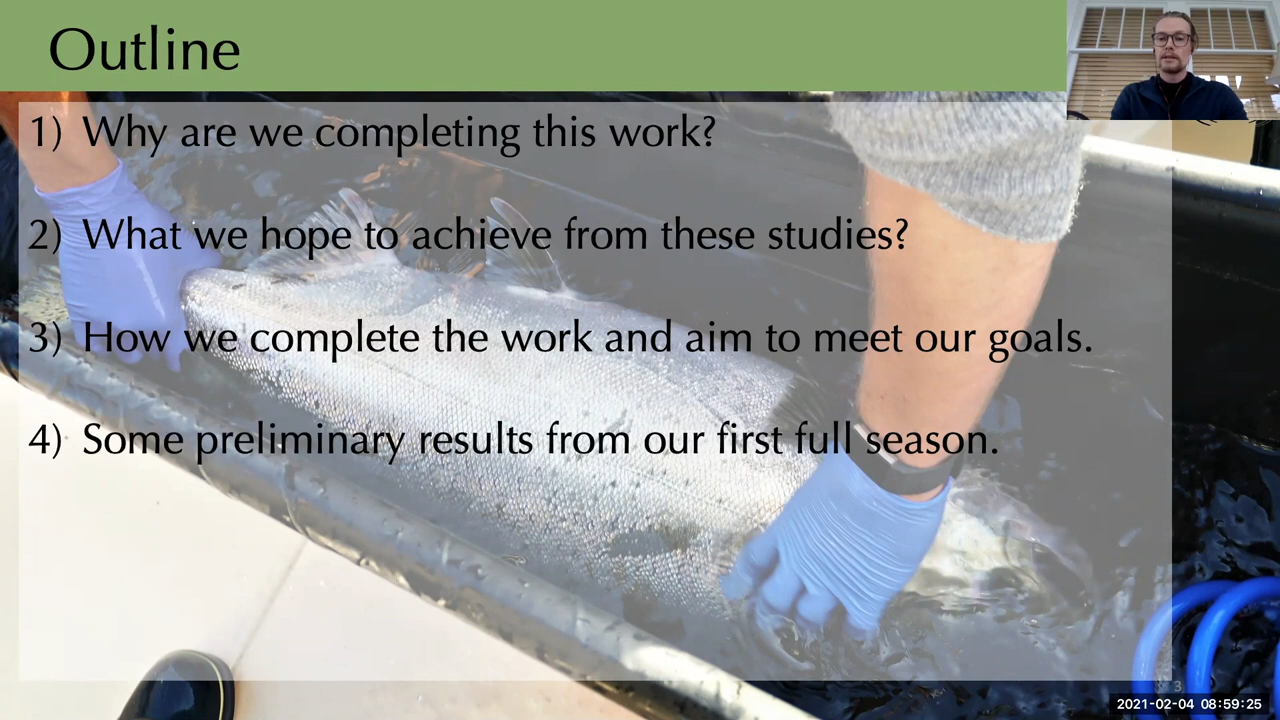 Outline
1) Why are we completing this work?
2) What we hope to achieve from these studies?
3) How we complete the work and aim to meet our goals.
4) Some preliminary results from our first full season.
3
2021-02-04 08:59:25